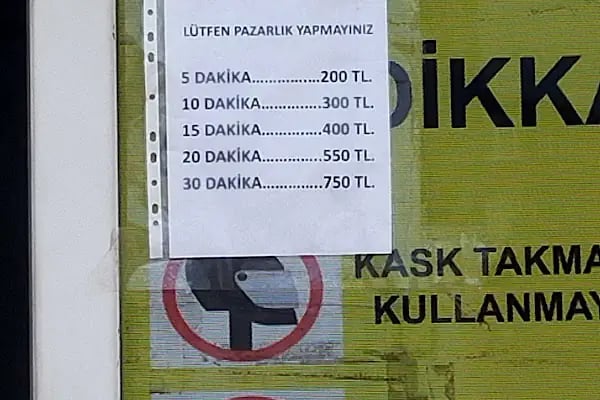 LÜTFEN PAZARLIK YAPMAYINIZ
5 DAKİKA...............200 TL.
10 DAKİKA.............300 TL.
15 DAKİKA.............400 TL.
20 DAKİKA.............550 TL.
30 DAKİKA.............750 TL.
DİKKA
KASK TAKMA
KULLANMAY